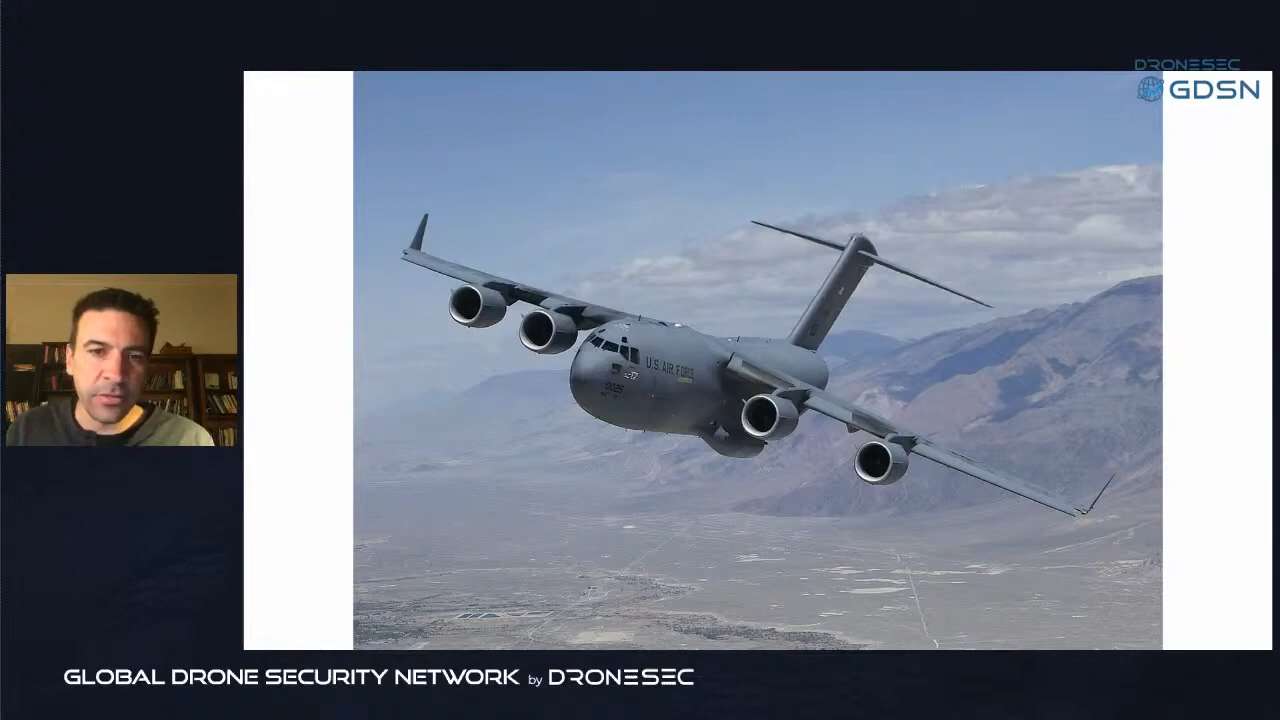 DRONESEC
GDSN
U.S. AIR FORCE
GLOBAL DRONE SECURITY NETWORK by DRONESEC